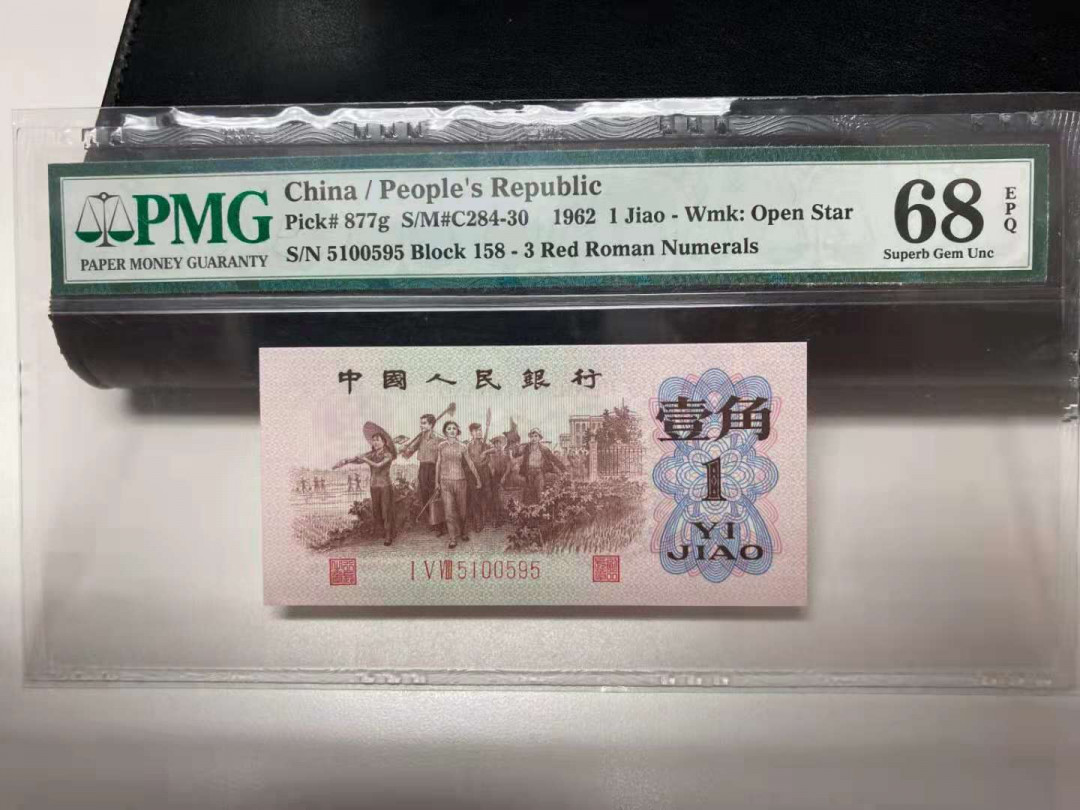 PMG
PAPER MONEY GUARANTY
China / People's Republic
Pick# 877g S/M#C284-30 1962 1 Jiao - Wmk: Open Star
S/N 5100595 Block 158 - 3 Red Roman Numerals
68
EPQ
Superb Gem Unc
中國人民銀行
壹角
1
YI
JIAO
I V VIII 5100595